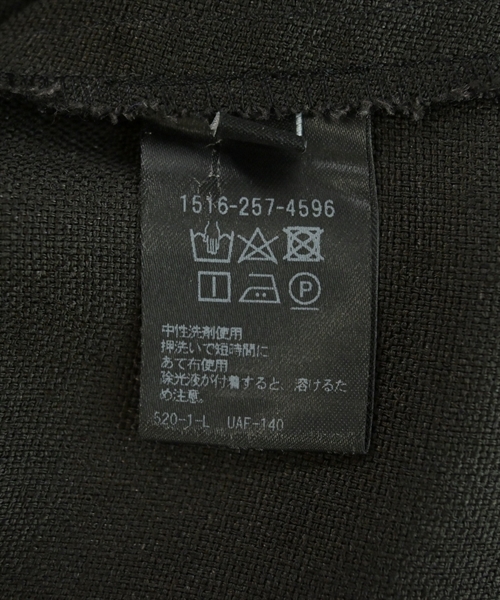 1516-257-4596
P
中性洗剤使用
押洗いで短時間に
あて布使用
除光液が付着すると、溶けるた
め注意.
520-1-L UAF-140